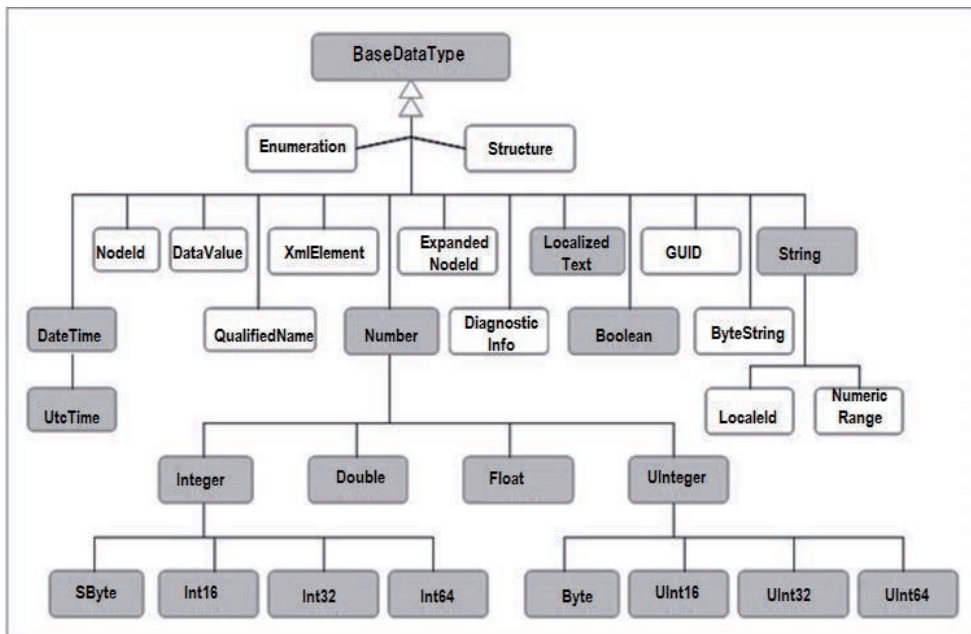 BaseDataType
Enumeration
Structure
NodeId
DataValue
XmlElement
Expanded
NodeId
Localized
Text
GUID
String
DateTime
QualifiedName
Number
Diagnostic
Info
Boolean
ByteString
UtcTime
LocaleId
Numeric
Range
Integer
Double
Float
UInteger
SByte
Int16
Int32
Int64
Byte
UInt16
UInt32
UInt64